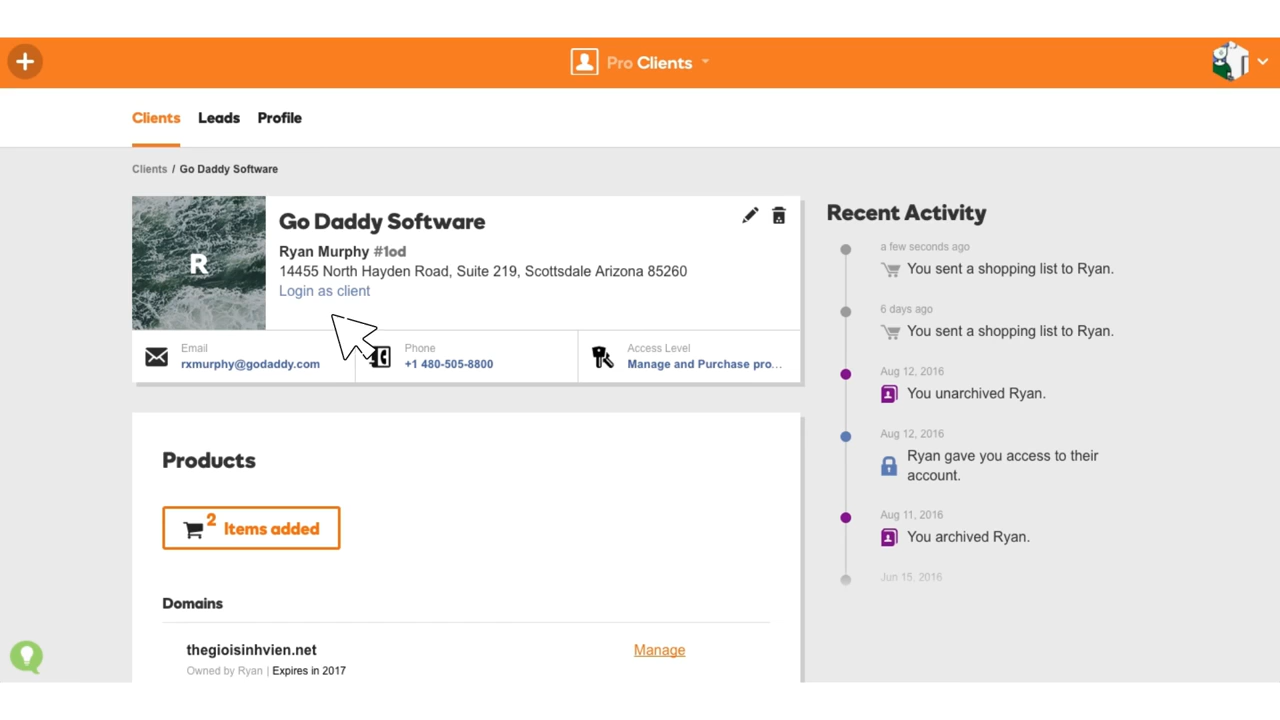 Pro Clients
Clients Leads Profile
Clients / Go Daddy Software
R
Go Daddy Software
Ryan Murphy #1od
14455 North Hayden Road, Suite 219, Scottsdale Arizona 85260
Login as client
Email
rxmurphy@godaddy.com
Phone
+1 480-505-8800
Access Level
Manage and Purchase pro...
Products
2 Items added
Domains
thegioisinhvien.net
Manage
Owned by Ryan | Expires in 2017
Recent Activity
a few seconds ago
You sent a shopping list to Ryan.
6 days ago
You sent a shopping list to Ryan.
Aug 12, 2016
You unarchived Ryan.
Aug 12, 2016
Ryan gave you access to their
account.
Aug 11, 2016
You archived Ryan.
Jun 15, 2016